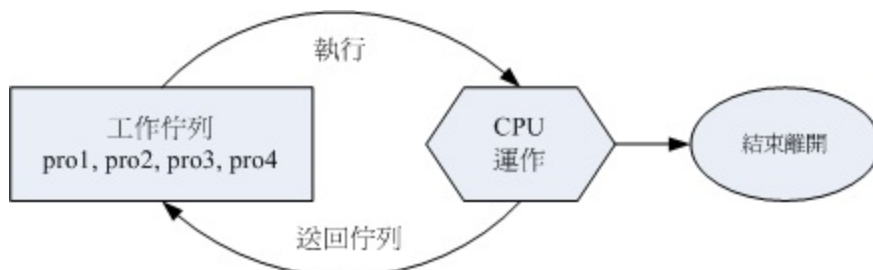 執行
工作佇列
pro1, pro2, pro3, pro4
CPU
運作
結束離開
送回佇列